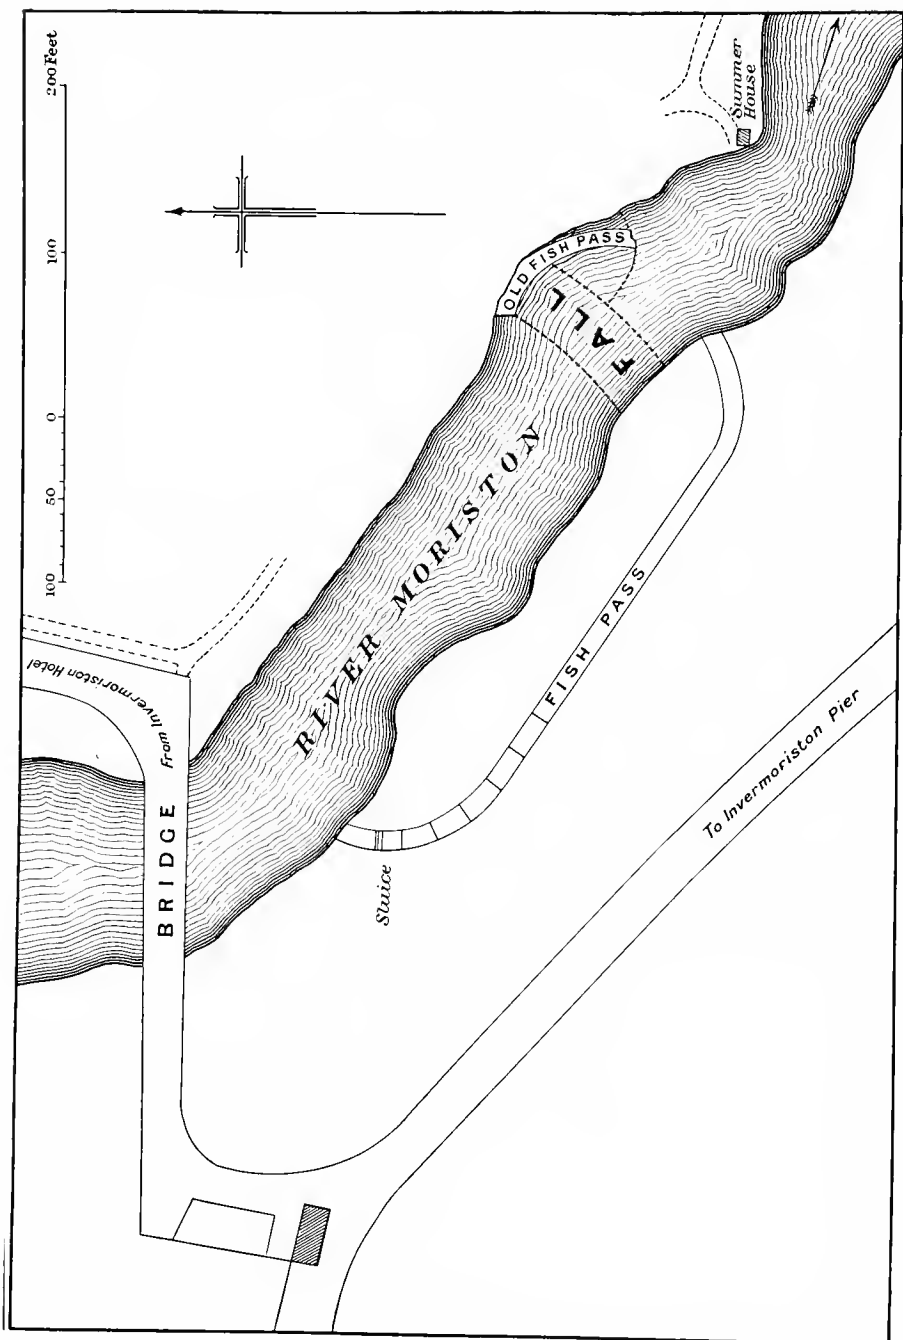 100 50 0 100 200 Feet
From Invermoriston Hotel
BRIDGE
RIVER MORISTON
FALL
OLD FISH PASS
Summer
House
Sluice
FISH PASS
To Invermoriston Pier